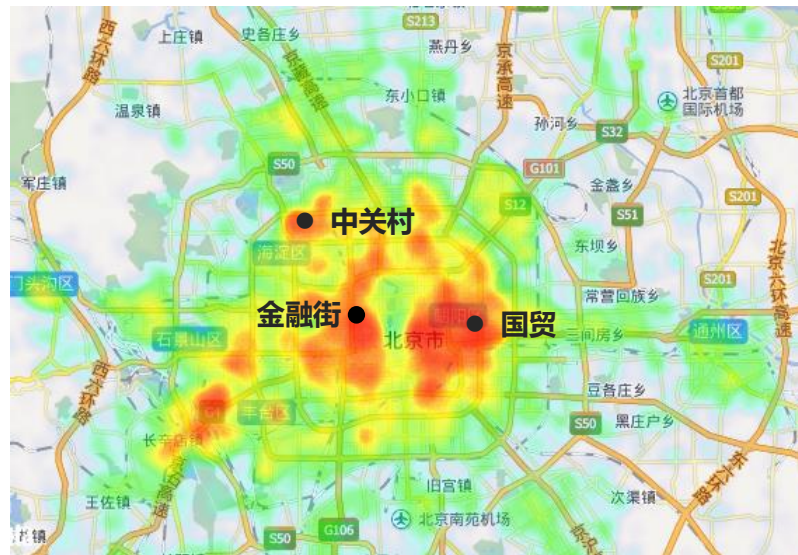 S213
上庄镇
史各庄乡
燕丹乡
西六环路
京藏高速
京承高速
S201
温泉镇
东小口镇
北京首都
国际机场
孙河乡
S32
S50
G101
军庄镇
金盏乡
S201
S12
S51
中关村
海淀区
东坝乡
北京六环高速
门头沟区
S201
常营回族乡
金融街
国贸
石景山区
北京市
三间房乡
通州区
西六环路
豆各庄乡
丰台区
S50
黑庄户乡
长辛店镇
京石高速
东六环路
旧宫镇
次渠镇
王佐镇
北京南苑机场
S50
G106
京沪